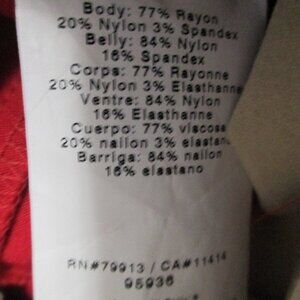 Body: 77% Rayon
20% Nylon 3% Spandex
Belly: 84% Nylon
16% Spandex
Corps: 77% Rayonne
20% Nylon 3% Elasthanne
Ventre: 84% Nylon
16% Elasthanne
Cuerpo: 77% viscosa
20% nailon 3% elastano
Barriga: 84% nailon
16% elastano
RN#79913 / CA#11414
95936